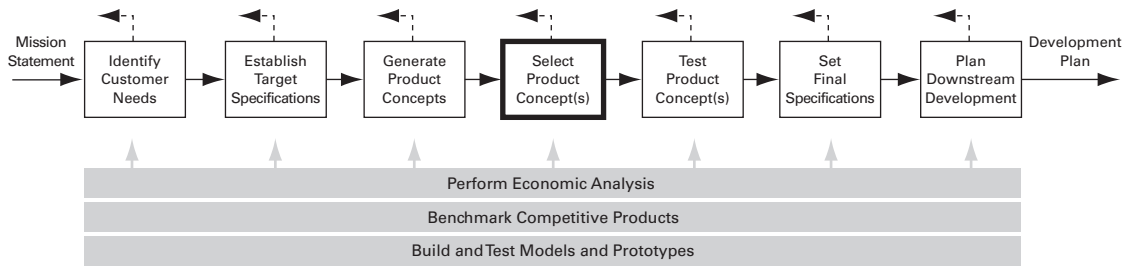 Mission
Statement
Identify
Customer
Needs
Establish
Target
Specifications
Generate
Product
Concepts
Select
Product
Concept(s)
Test
Product
Concept(s)
Set
Final
Specifications
Plan
Downstream
Development
Development
Plan
Perform Economic Analysis
Benchmark Competitive Products
Build and Test Models and Prototypes